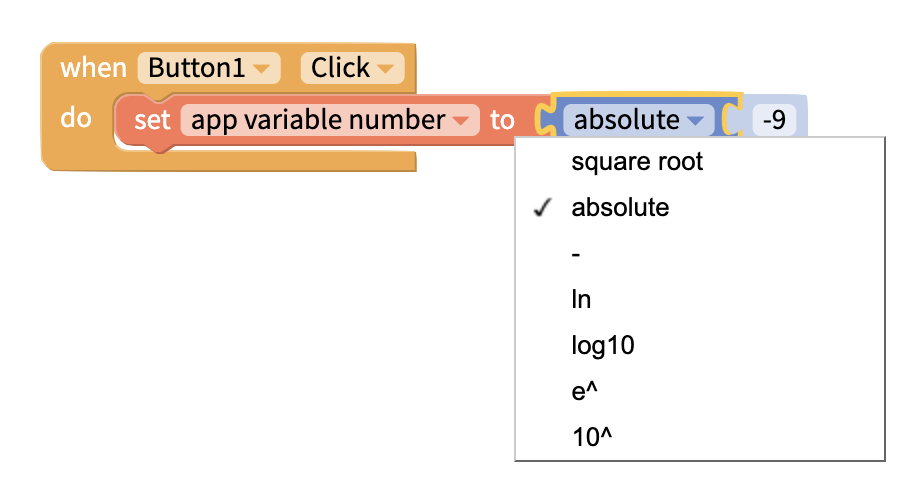 when Button1 Click
do set app variable number to absolute -9
square root
✓ absolute
-
ln
log10
e^
10^